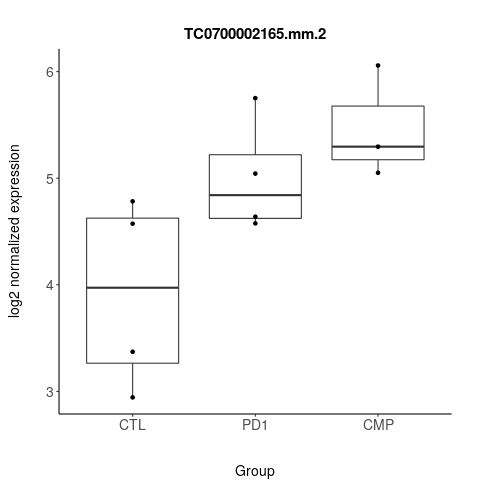 TC0700002165.mm.2
log2 normalized expression
6
5
4
3
CTL PD1 CMP
Group